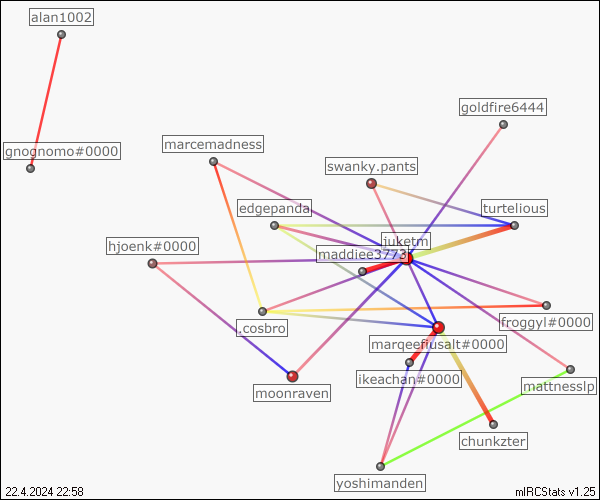 alan1002
goldfire6444
marcemadness
gnognomo#0000
swanky.pants
edgepanda
turtelious
juketm
hjoenk#0000
maddiee3773
froggyl#0000
.cosbro
marqeefiusalt#0000
ikeachan#0000
mattnesslp
moonraven
chunkzter
yoshimanden
22.4.2024 22:58
mIRCStats v1.25